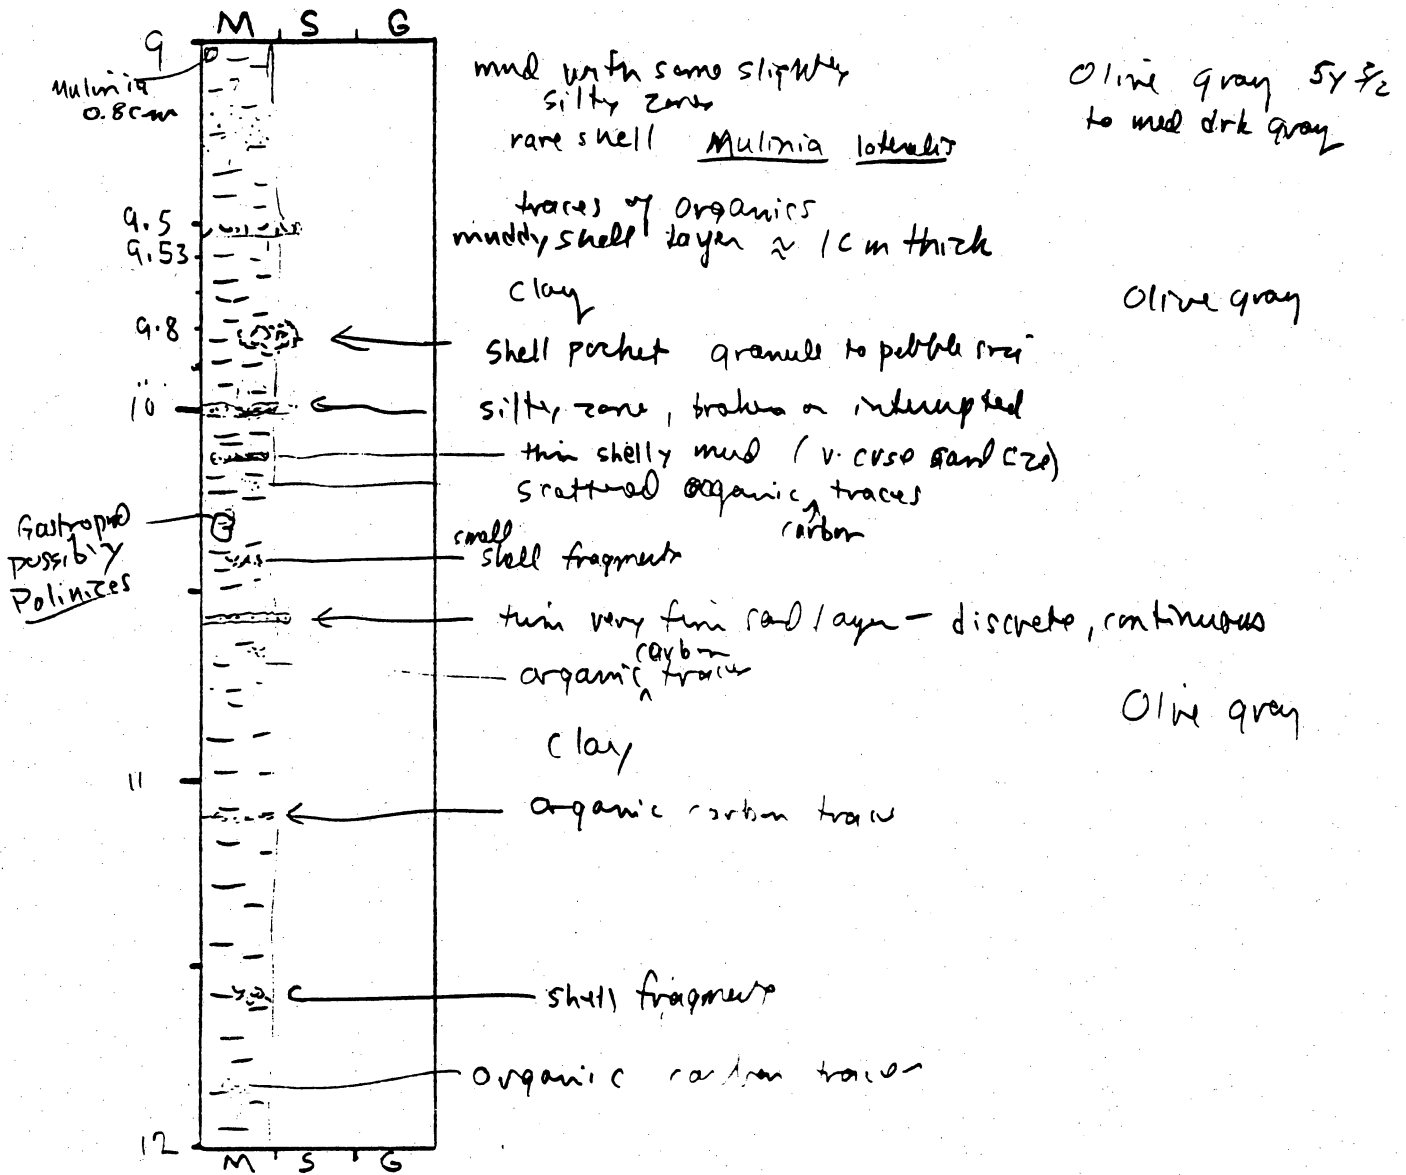 M S G
9
Mulinia
0.8cm
mud with some slightly
silty zones
rare shell Mulinia lateralis
Olive gray 5Y 3/2
to med drk gray
traces of organics
9.5
muddy shell layer ≈ 1cm thick
9.53
clay
Olive gray
9.8
shell pocket granule to pebble size
10
silty zone, broken or interrupted
thin shelly mud (v. crse sand size)
scattered organic carbon traces
Gastropod
possibly
Polinices
small
shell fragments
thin very fine sand layer - discrete, continuous
organic carbon traces
Olive gray
clay
11
organic carbon traces
shell fragments
organic carbon traces
12
M S G